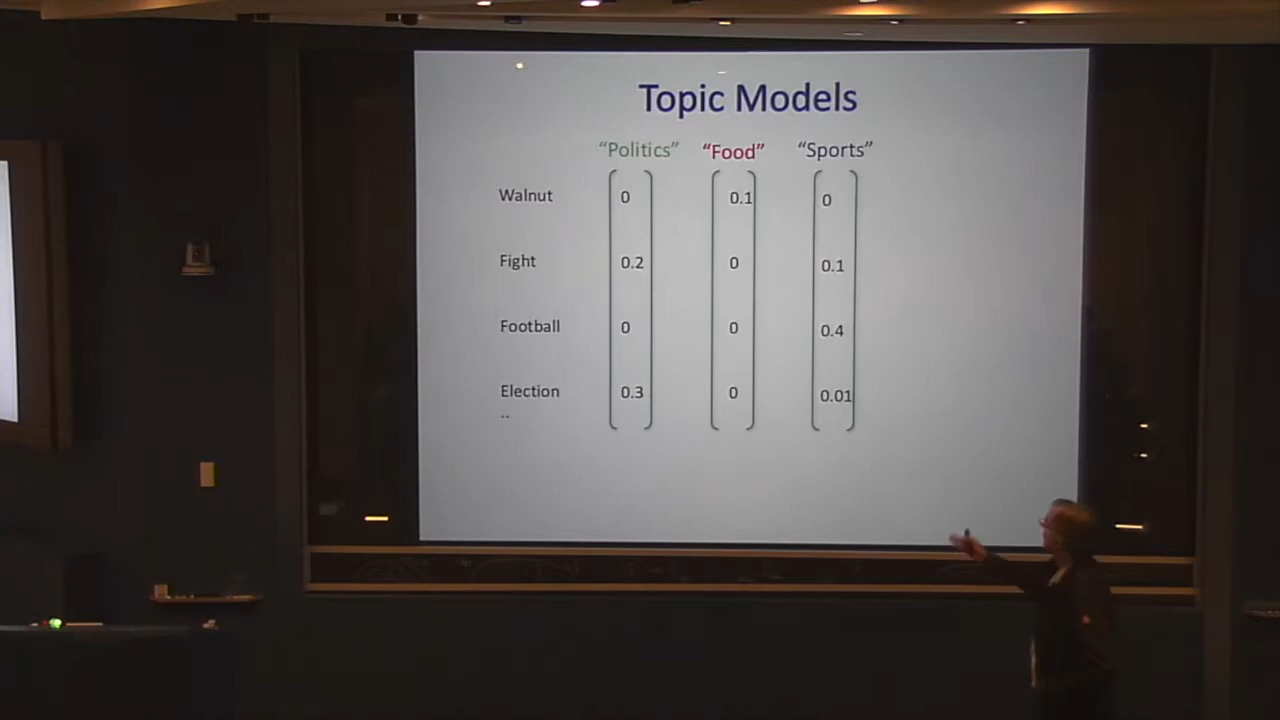 Topic Models
“Politics” “Food” “Sports”
Walnut 0 0.1 0
Fight 0.2 0 0.1
Football 0 0 0.4
Election 0.3 0 0.01
..